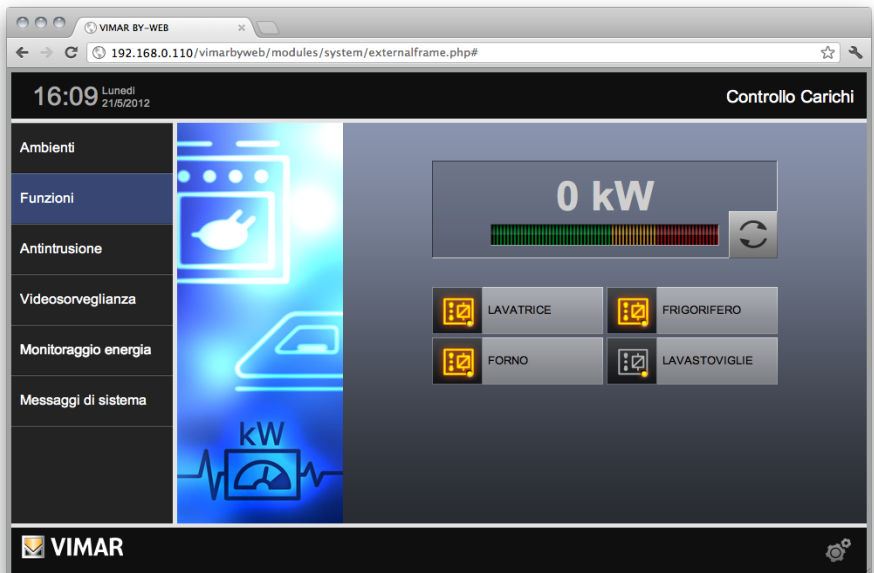 VIMAR BY-WEB
192.168.0.110/vimarbyweb/modules/system/externalframe.php#
16:09 Lunedì
21/5/2012
Controllo Carichi
Ambienti
Funzioni
Antintrusione
Videosorveglianza
Monitoraggio energia
Messaggi di sistema
0 kW
LAVATRICE
FRIGORIFERO
FORNO
LAVASTOVIGLIE
kW
VIMAR